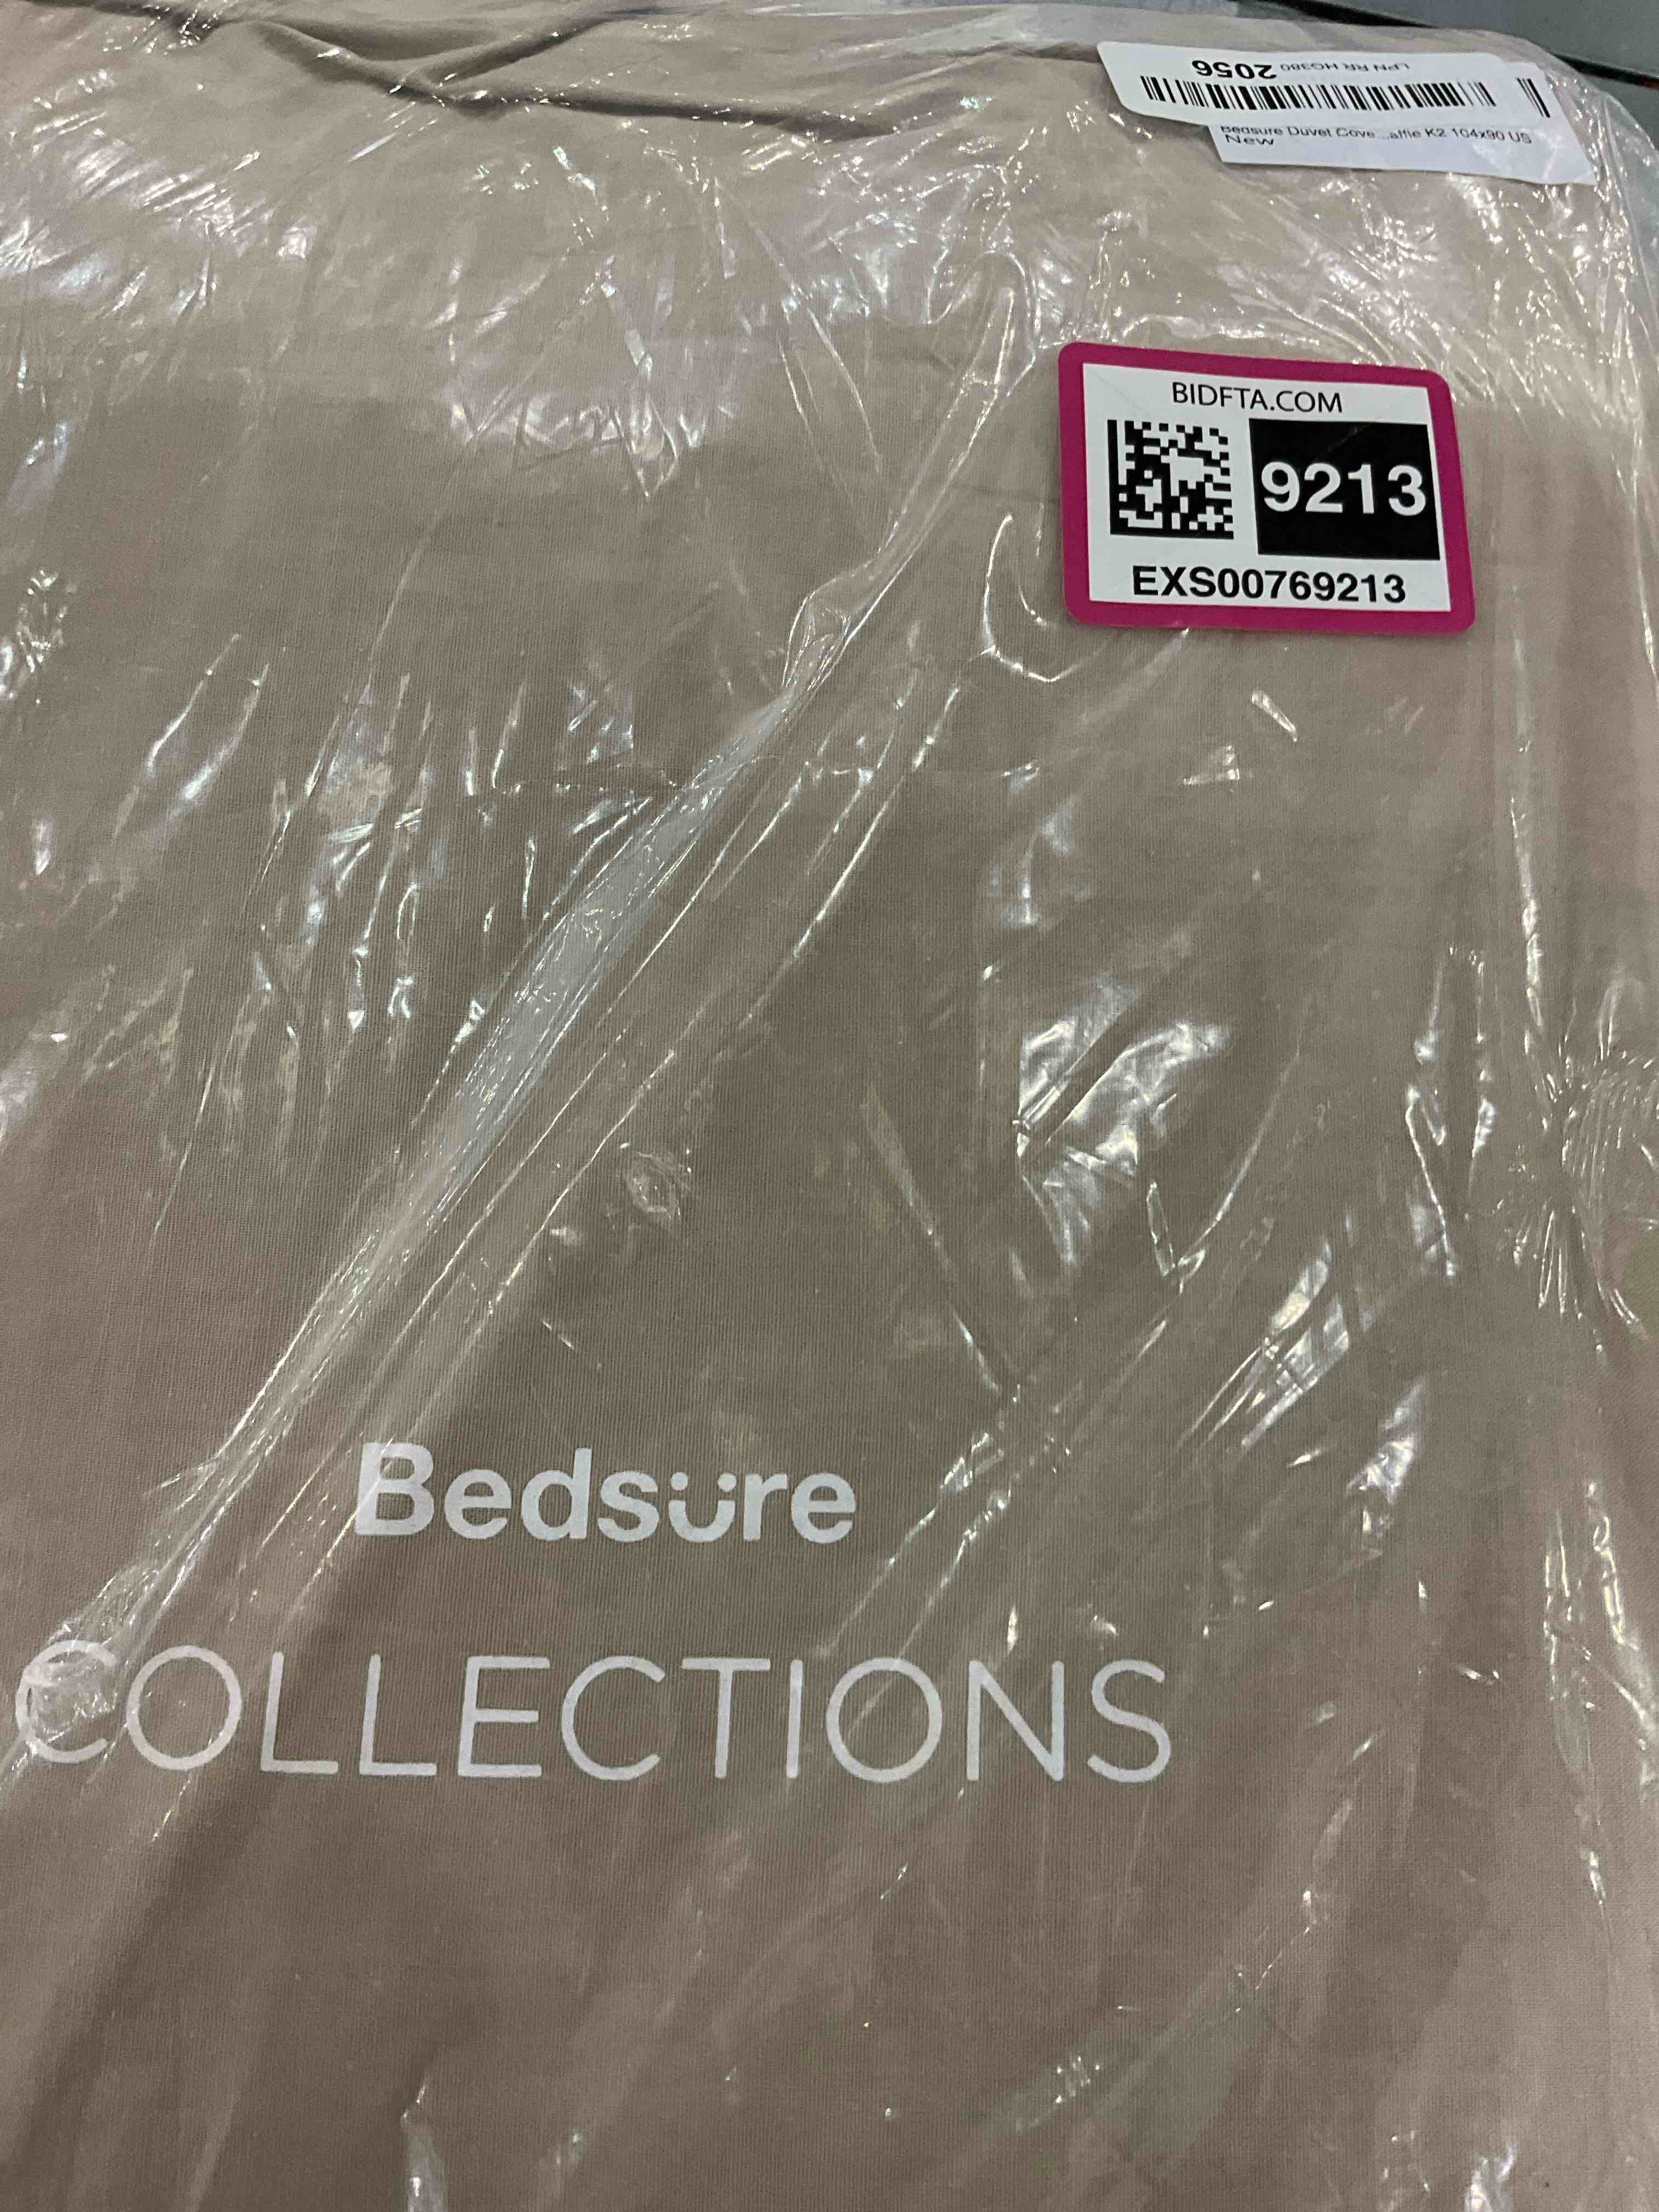 LPN RR HG380 2056
Bedsure Duvet Cove...affle K2 104x90 US
New
BIDFTA.COM
9213
EXS00769213
Bedsure
COLLECTIONS